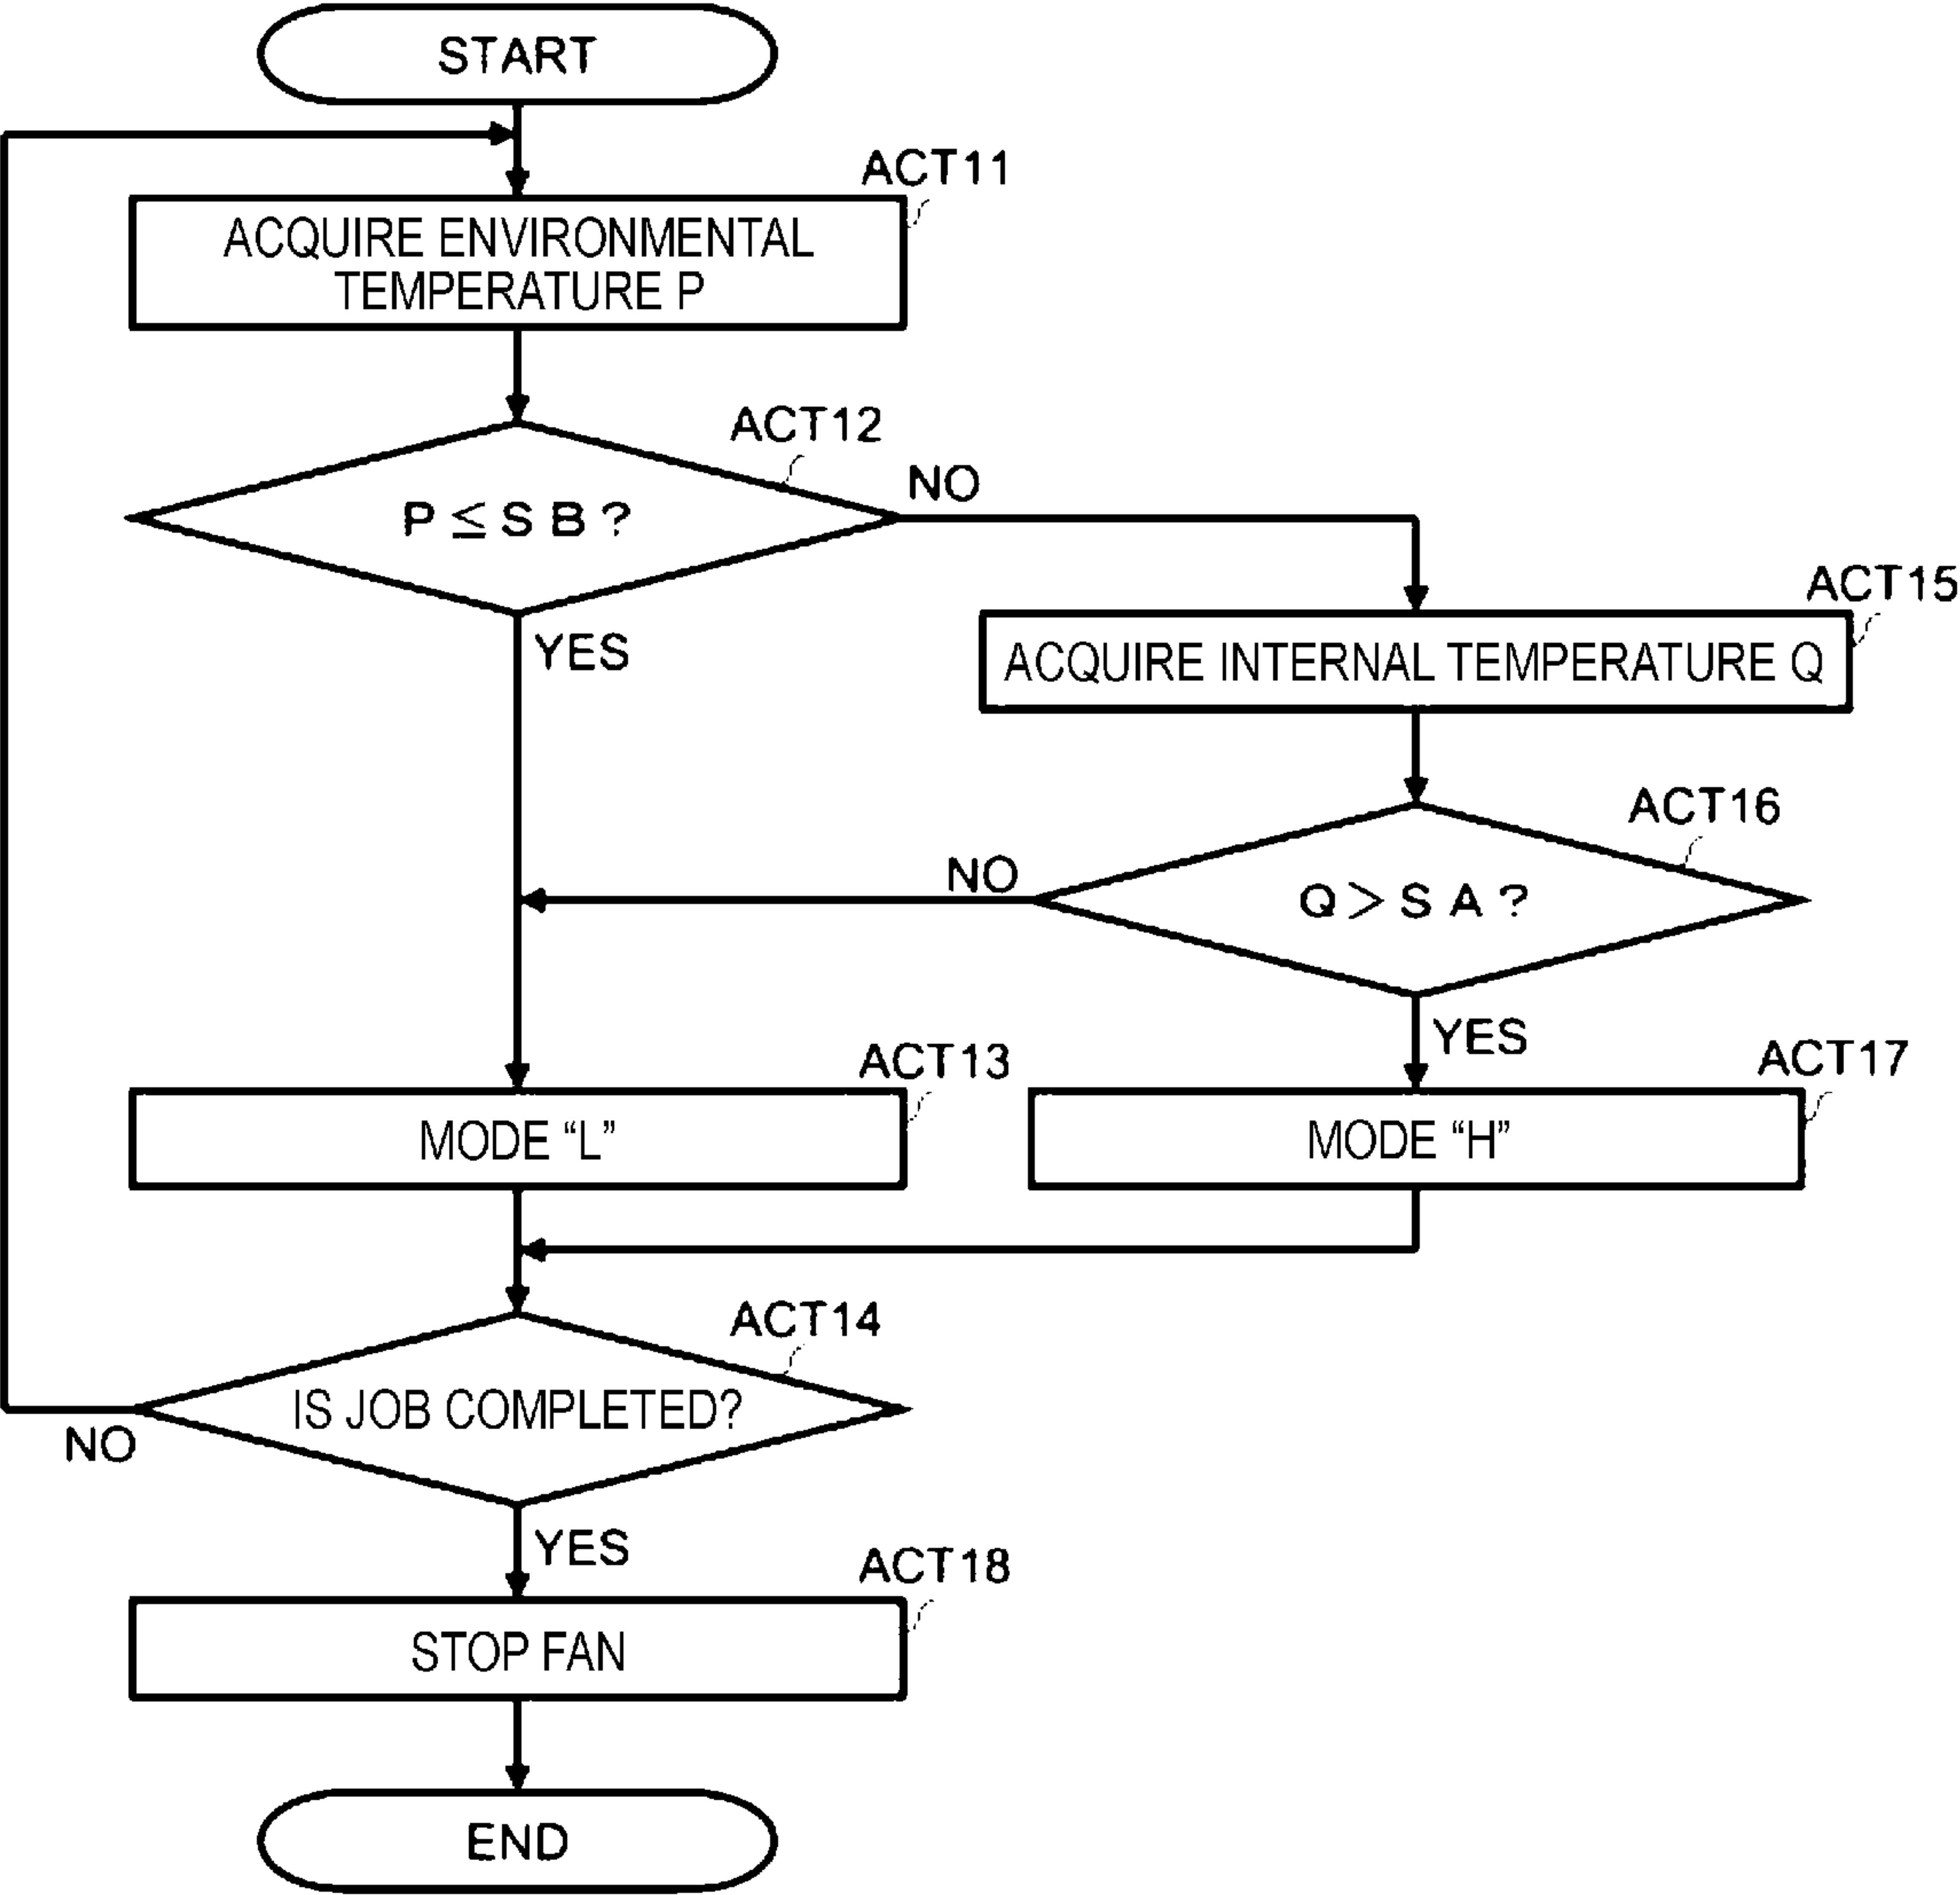 START
ACT11
ACQUIRE ENVIRONMENTAL
TEMPERATURE P
ACT12
P ≦ S B ?
NO
YES
ACT15
ACQUIRE INTERNAL TEMPERATURE Q
ACT16
Q > S A ?
NO
YES
ACT13
MODE “L”
ACT17
MODE “H”
ACT14
IS JOB COMPLETED?
NO
YES
ACT18
STOP FAN
END